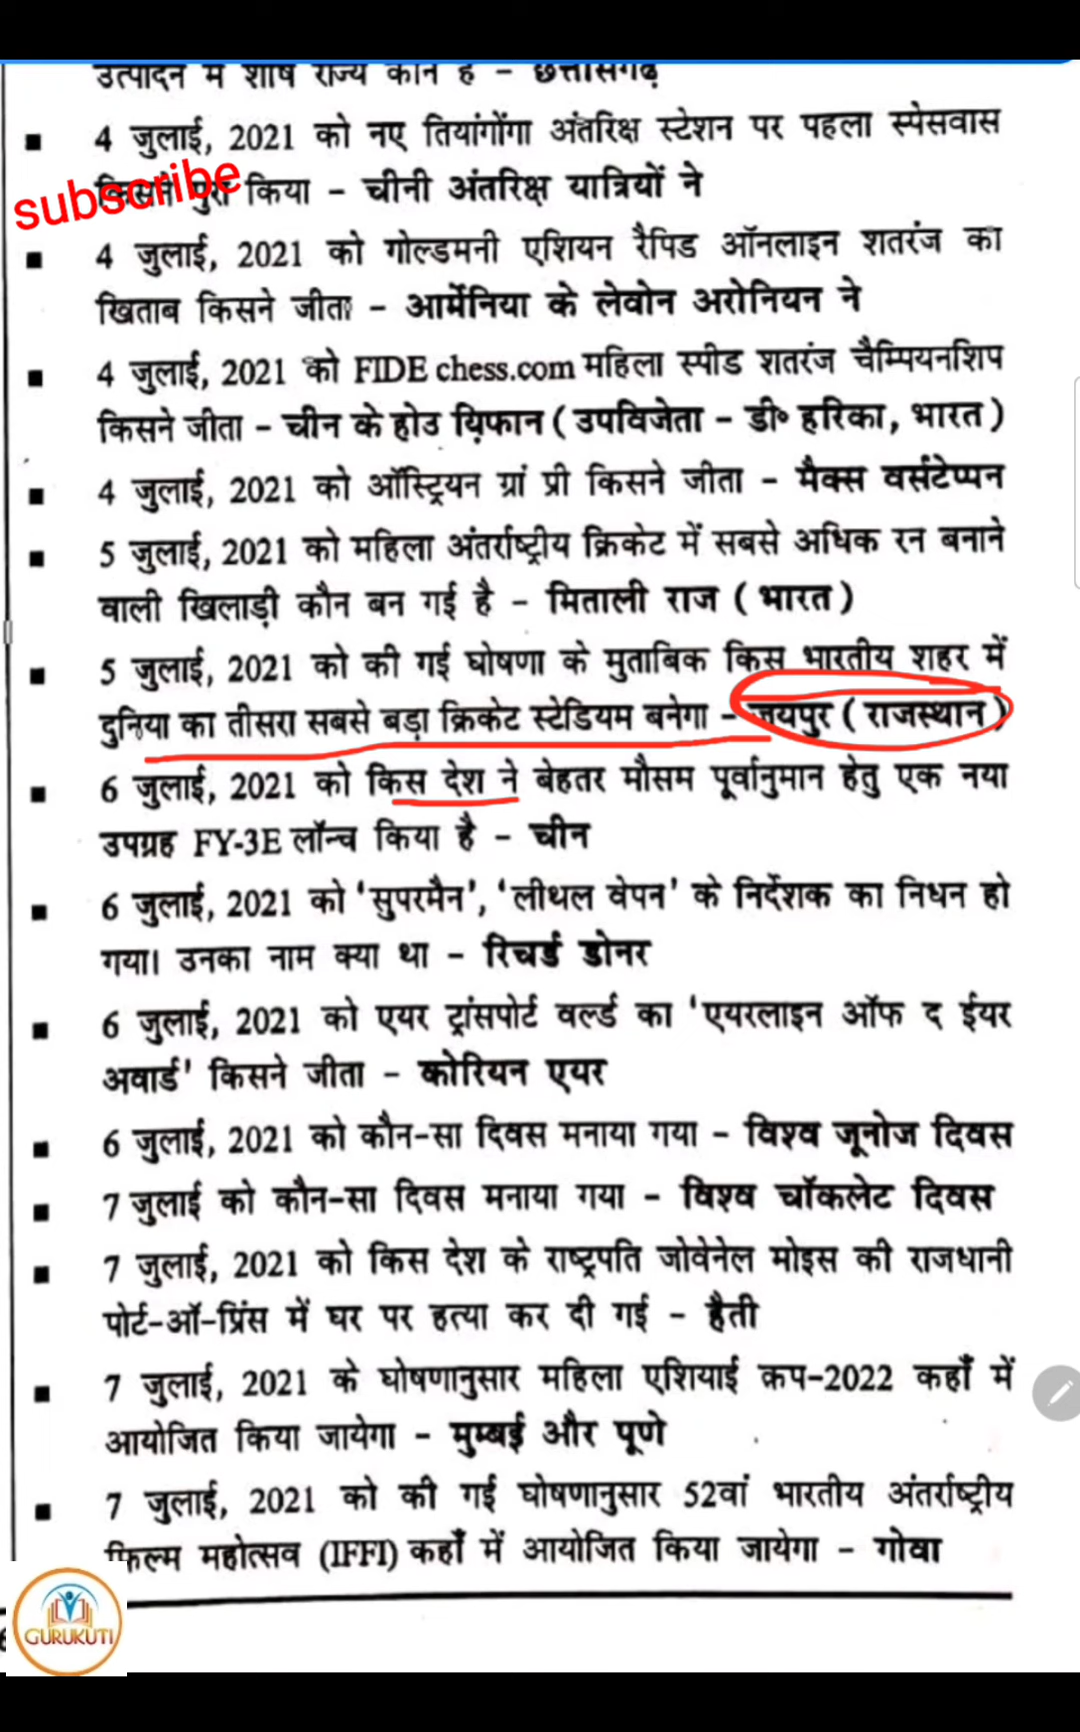 उत्पादन में शीर्ष राज्य कौन है – छत्तीसगढ़
■ 4 जुलाई, 2021 को नए तियांगोंगा अंतरिक्ष स्टेशन पर पहला स्पेसवास
subscribe
किसने पुरा किया – चीनी अंतरिक्ष यात्रियों ने
■ 4 जुलाई, 2021 को गोल्डमनी एशियन रैपिड ऑनलाइन शतरंज का
खिताब किसने जीता – आर्मेनिया के लेवोन अरोनियन ने
■ 4 जुलाई, 2021 को FIDE chess.com महिला स्पीड शतरंज चैम्पियनशिप
किसने जीता – चीन के होउ यिफान (उपविजेता – डी॰ हरिका, भारत)
■ 4 जुलाई, 2021 को ऑस्ट्रियन ग्रां प्री किसने जीता – मैक्स वर्सटेप्पन
■ 5 जुलाई, 2021 को महिला अंतर्राष्ट्रीय क्रिकेट में सबसे अधिक रन बनाने
वाली खिलाड़ी कौन बन गई है – मिताली राज (भारत)
■ 5 जुलाई, 2021 को की गई घोषणा के मुताबिक किस भारतीय शहर में
दुनिया का तीसरा सबसे बड़ा क्रिकेट स्टेडियम बनेगा – जयपुर (राजस्थान)
■ 6 जुलाई, 2021 को किस देश ने बेहतर मौसम पूर्वानुमान हेतु एक नया
उपग्रह FY-3E लॉन्च किया है – चीन
■ 6 जुलाई, 2021 को 'सुपरमैन', 'लीथल वेपन' के निर्देशक का निधन हो
गया। उनका नाम क्या था – रिचर्ड डोनर
■ 6 जुलाई, 2021 को एयर ट्रांसपोर्ट वर्ल्ड का 'एयरलाइन ऑफ द ईयर
अवार्ड' किसने जीता – कोरियन एयर
■ 6 जुलाई, 2021 को कौन-सा दिवस मनाया गया – विश्व जूनोज दिवस
■ 7 जुलाई को कौन-सा दिवस मनाया गया – विश्व चॉकलेट दिवस
■ 7 जुलाई, 2021 को किस देश के राष्ट्रपति जोवेनेल मोइस की राजधानी
पोर्ट-ऑ-प्रिंस में घर पर हत्या कर दी गई – हैती
■ 7 जुलाई, 2021 के घोषणानुसार महिला एशियाई कप-2022 कहाँ में
आयोजित किया जायेगा – मुम्बई और पूणे
■ 7 जुलाई, 2021 को की गई घोषणानुसार 52वां भारतीय अंतर्राष्ट्रीय
फिल्म महोत्सव (IFFI) कहाँ में आयोजित किया जायेगा – गोवा
GURUKUTI